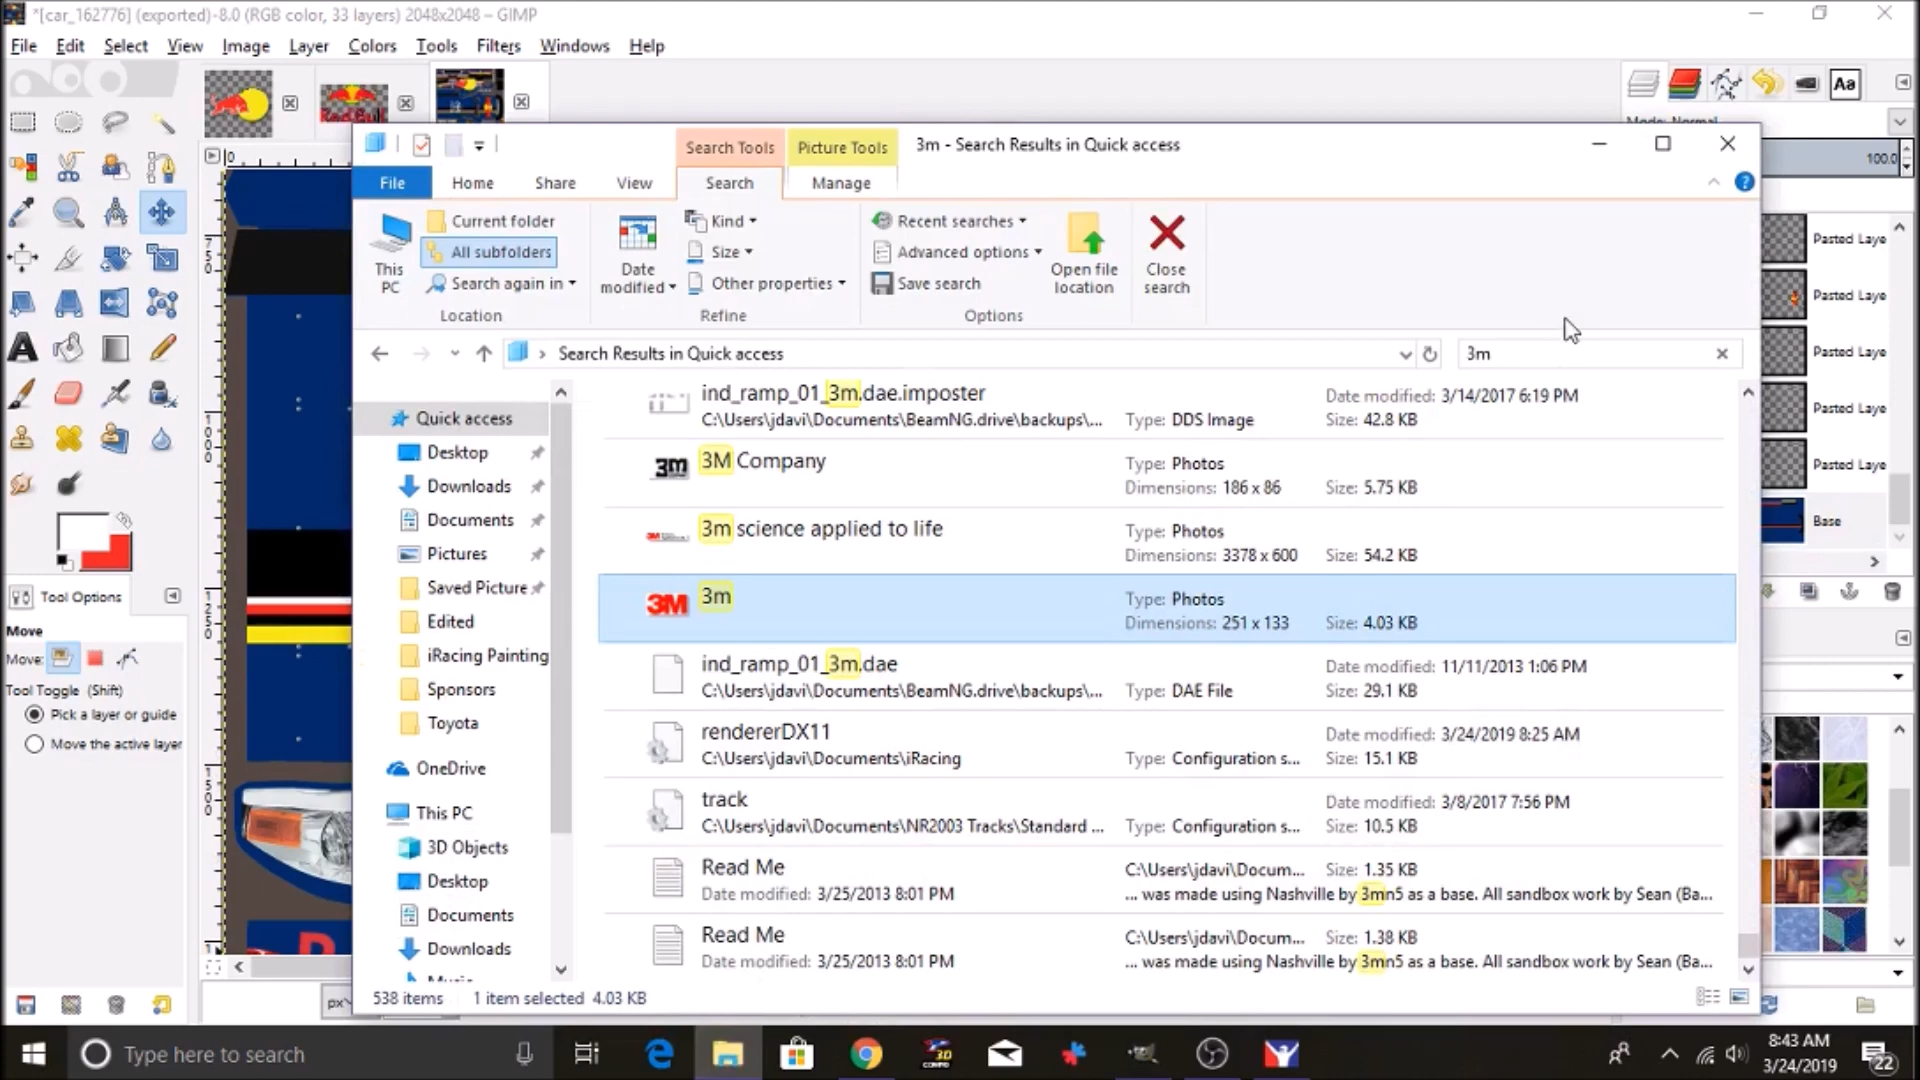 *[car_162776] (exported)-8.0 (RGB color, 33 layers) 2048x2048 – GIMP
File Edit Select View Image Layer Colors Tools Filters Windows Help
Red Bull
Aa
Mode: Normal
100.0
Search Tools Picture Tools 3m - Search Results in Quick access
File Home Share View Search Manage
This PC
Current folder
All subfolders
Search again in
Location
Date modified
Kind
Size
Other properties
Refine
Recent searches
Advanced options
Save search
Options
Open file location
Close search
Search Results in Quick access
3m
Quick access
Desktop
Downloads
Documents
Pictures
Saved Picture
Edited
iRacing Painting
Sponsors
Toyota
OneDrive
This PC
3D Objects
Desktop
Documents
Downloads
ind_ramp_01_3m.dae.imposter Date modified: 3/14/2017 6:19 PM
C:\Users\jdavi\Documents\BeamNG.drive\backups\... Type: DDS Image Size: 42.8 KB
3m
3M Company Type: Photos
Dimensions: 186 x 86 Size: 5.75 KB
3m science applied to life Type: Photos
Dimensions: 3378 x 600 Size: 54.2 KB
3M
3m Type: Photos
Dimensions: 251 x 133 Size: 4.03 KB
ind_ramp_01_3m.dae Date modified: 11/11/2013 1:06 PM
C:\Users\jdavi\Documents\BeamNG.drive\backups\... Type: DAE File Size: 29.1 KB
rendererDX11 Date modified: 3/24/2019 8:25 AM
C:\Users\jdavi\Documents\iRacing Type: Configuration s... Size: 15.1 KB
track Date modified: 3/8/2017 7:56 PM
C:\Users\jdavi\Documents\NR2003 Tracks\Standard ... Type: Configuration s... Size: 10.5 KB
Read Me C:\Users\jdavi\Docum... Size: 1.35 KB
Date modified: 3/25/2013 8:01 PM ... was made using Nashville by 3mn5 as a base. All sandbox work by Sean (Ba...
Read Me C:\Users\jdavi\Docum... Size: 1.38 KB
Date modified: 3/25/2013 8:01 PM ... was made using Nashville by 3mn5 as a base. All sandbox work by Sean (Ba...
538 items 1 item selected 4.03 KB
Tool Options
Move
Move:
Tool Toggle (Shift)
Pick a layer or guide
Move the active layer
0
750
1000
1250
1500
px
Pasted Laye
Pasted Laye
Pasted Laye
Pasted Laye
Pasted Laye
Base
Type here to search
8:43 AM
3/24/2019
22